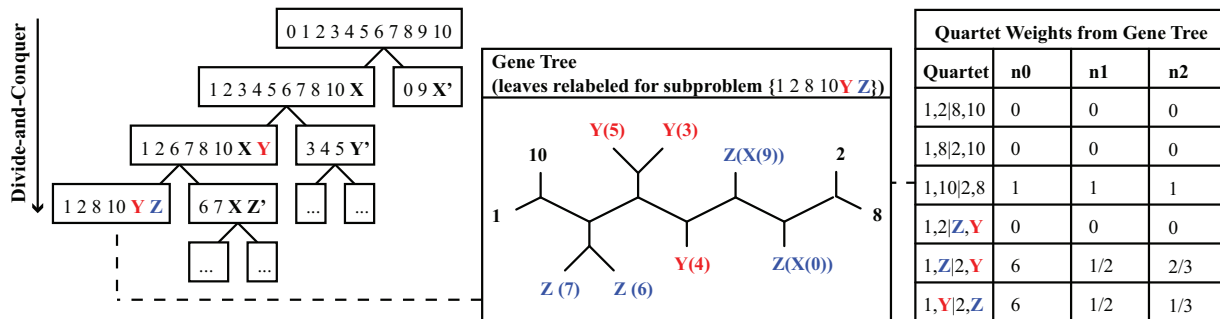 Divide-and-Conquer
0 1 2 3 4 5 6 7 8 9 10
1 2 3 4 5 6 7 8 10 X
0 9 X'
1 2 6 7 8 10 X Y
3 4 5 Y'
1 2 8 10 Y Z
6 7 X Z'
...
...
...
...
Gene Tree
(leaves relabeled for subproblem {1 2 8 10 Y Z})
Y(5)
Y(3)
10
Z(X(9))
2
1
8
Y(4)
Z(X(0))
Z (7)
Z (6)
Quartet Weights from Gene Tree
Quartet n0 n1 n2
1,2|8,10 0 0 0
1,8|2,10 0 0 0
1,10|2,8 1 1 1
1,2|Z,Y 0 0 0
1,Z|2,Y 6 1/2 2/3
1,Y|2,Z 6 1/2 1/3